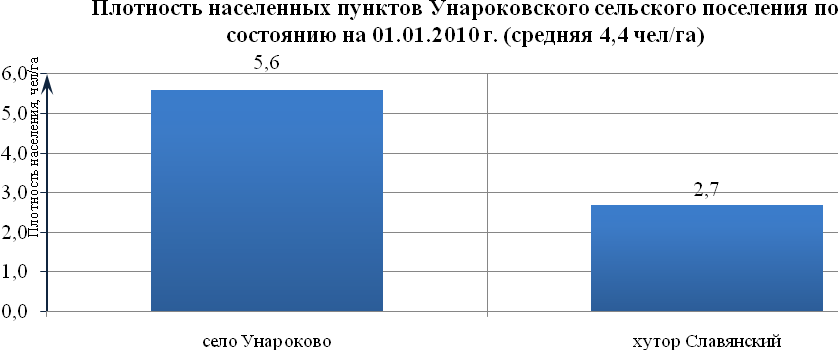 Плотность населенных пунктов Унароковского сельского поселения по
состоянию на 01.01.2010 г. (средняя 4,4 чел/га)
Плотность населения, чел/га
6,0
5,0
4,0
3,0
2,0
1,0
0,0
5,6
2,7
село Унароково
хутор Славянский